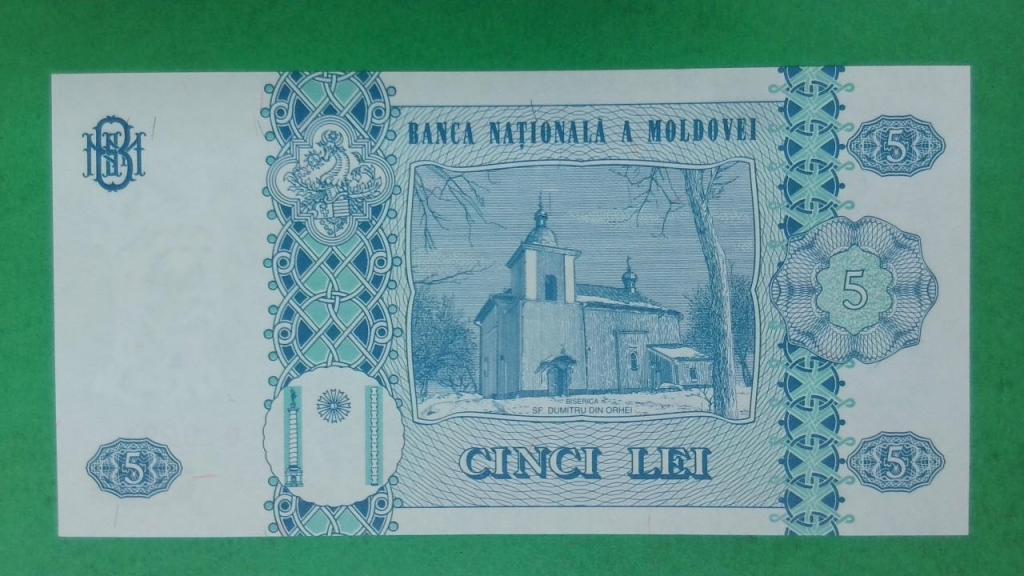 BANCA NAȚIONALĂ A MOLDOVEI
5
5
BISERICA
SF. DUMITRU DIN ORHEI
CINCI LEI
5
5